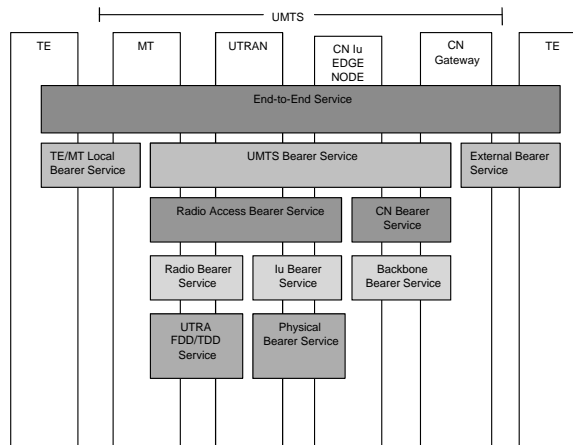 UMTS
TE
MT
UTRAN
CN Iu
EDGE
NODE
CN
Gateway
TE
End-to-End Service
TE/MT Local
Bearer Service
UMTS Bearer Service
External Bearer
Service
Radio Access Bearer Service
CN Bearer
Service
Radio Bearer
Service
Iu Bearer
Service
Backbone
Bearer Service
UTRA
FDD/TDD
Service
Physical
Bearer Service